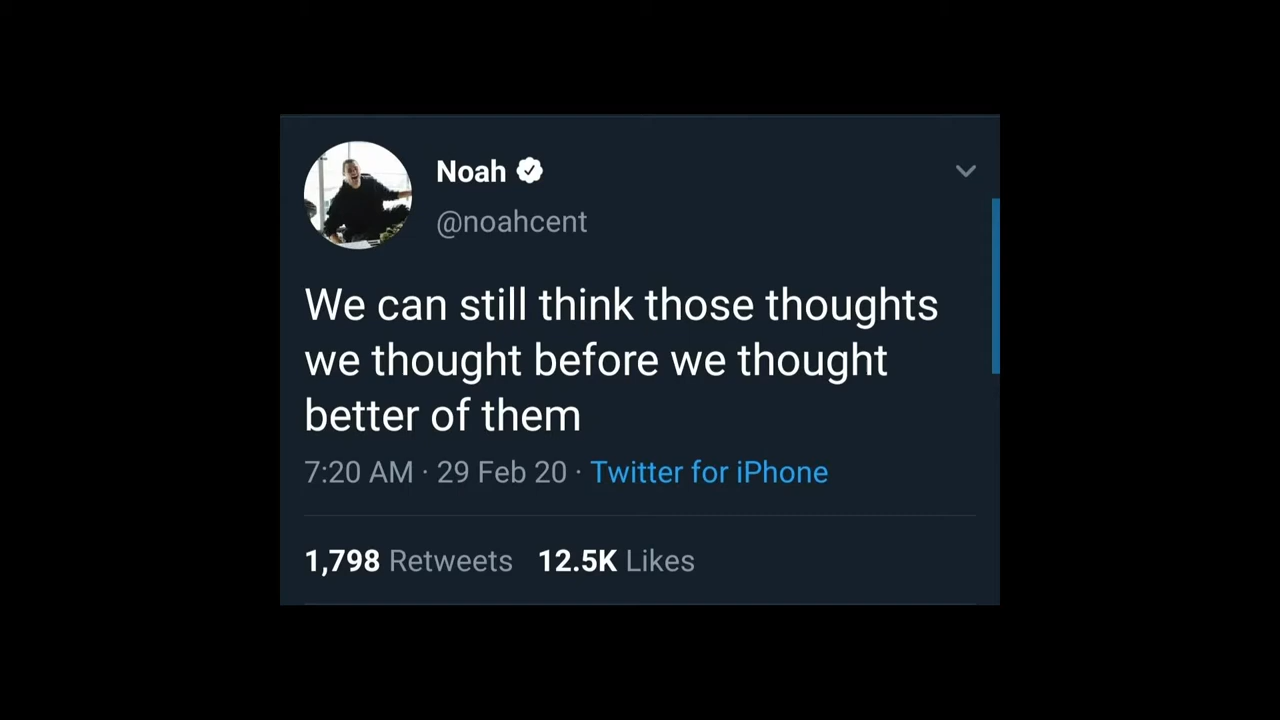 Noah
@noahcent
We can still think those thoughts
we thought before we thought
better of them
7:20 AM · 29 Feb 20 · Twitter for iPhone
1,798 Retweets 12.5K Likes